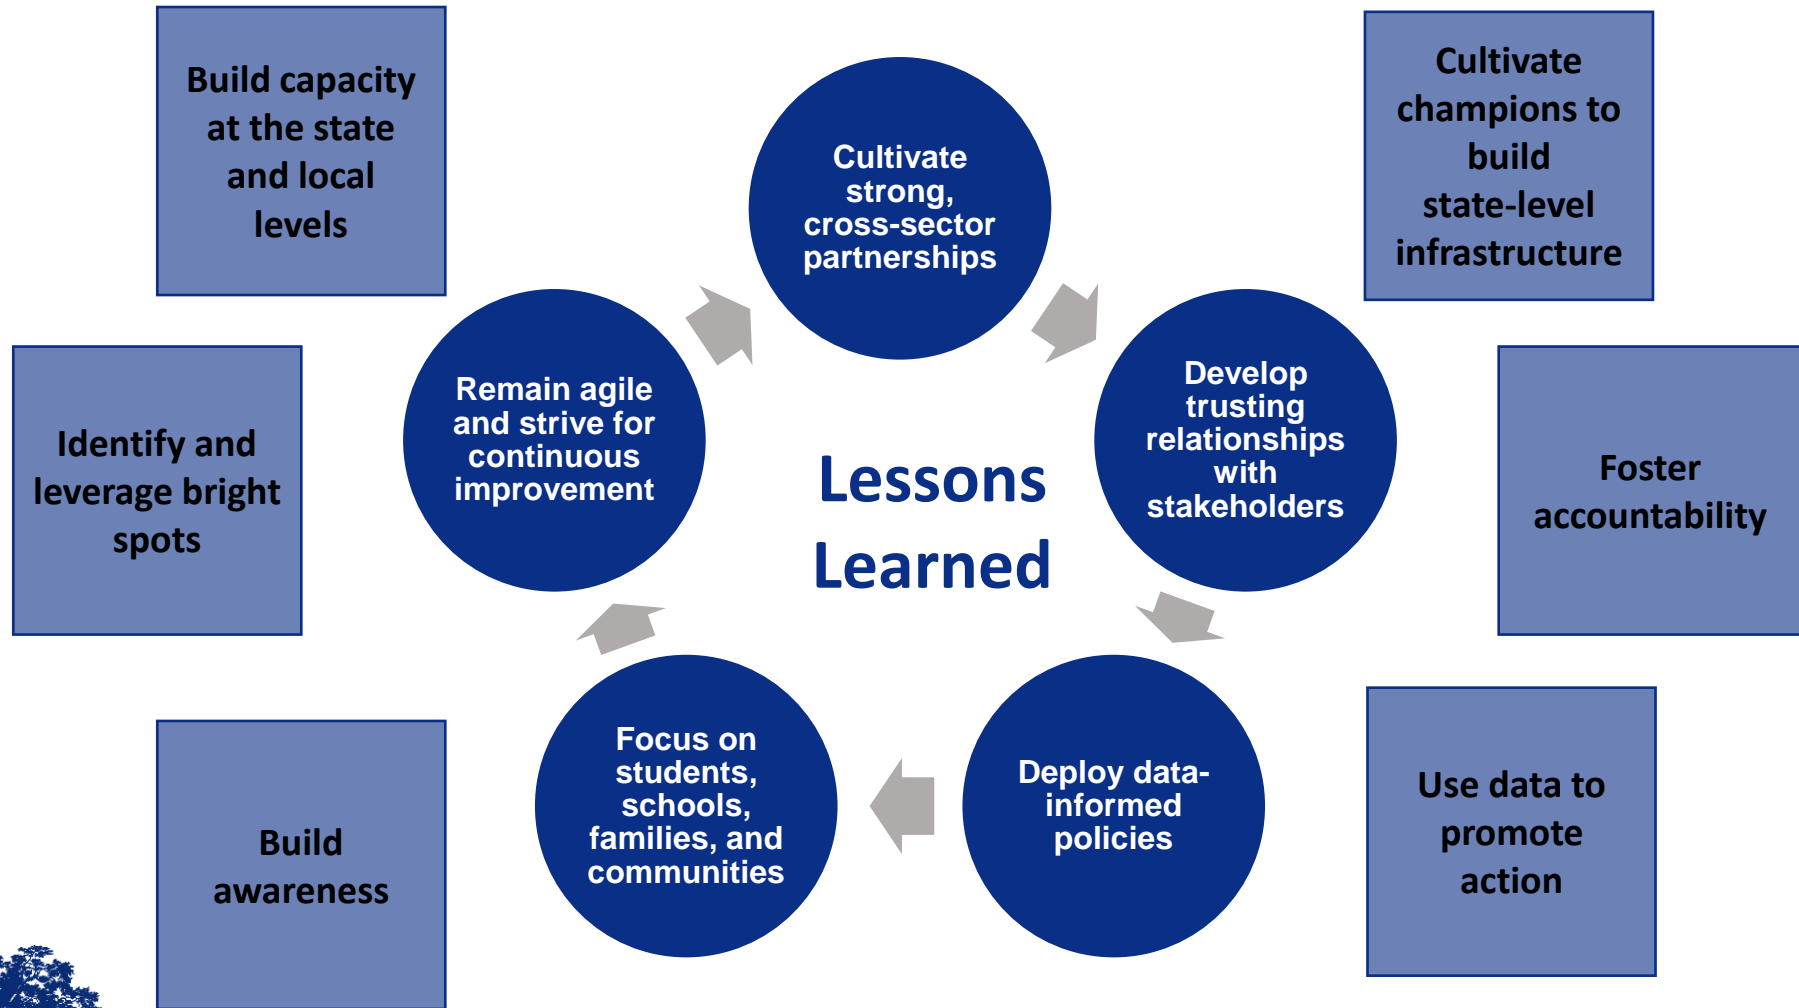 Build capacity
at the state
and local
levels
Cultivate
strong,
cross-sector
partnerships
Cultivate
champions to
build
state-level
infrastructure
Remain agile
and strive for
continuous
improvement
Develop
trusting
relationships
with
stakeholders
Identify and
leverage bright
spots
Lessons
Learned
Foster
accountability
Focus on
students,
schools,
families, and
communities
Deploy data-
informed
policies
Build
awareness
Use data to
promote
action